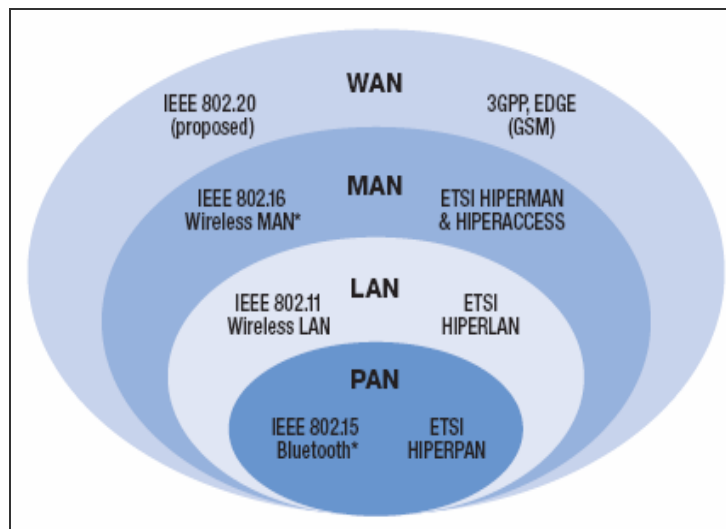 WAN
IEEE 802.20
(proposed)
3GPP, EDGE
(GSM)
MAN
IEEE 802.16
Wireless MAN*
ETSI HIPERMAN
& HIPERACCESS
LAN
IEEE 802.11
Wireless LAN
ETSI
HIPERLAN
PAN
IEEE 802.15
Bluetooth*
ETSI
HIPERPAN